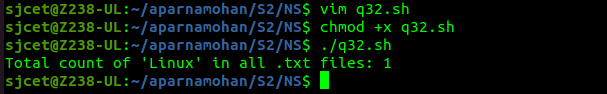 sjcet@Z238-UL:~/aparnamohan/S2/NS$ vim q32.sh
sjcet@Z238-UL:~/aparnamohan/S2/NS$ chmod +x q32.sh
sjcet@Z238-UL:~/aparnamohan/S2/NS$ ./q32.sh
Total count of 'Linux' in all .txt files: 1
sjcet@Z238-UL:~/aparnamohan/S2/NS$